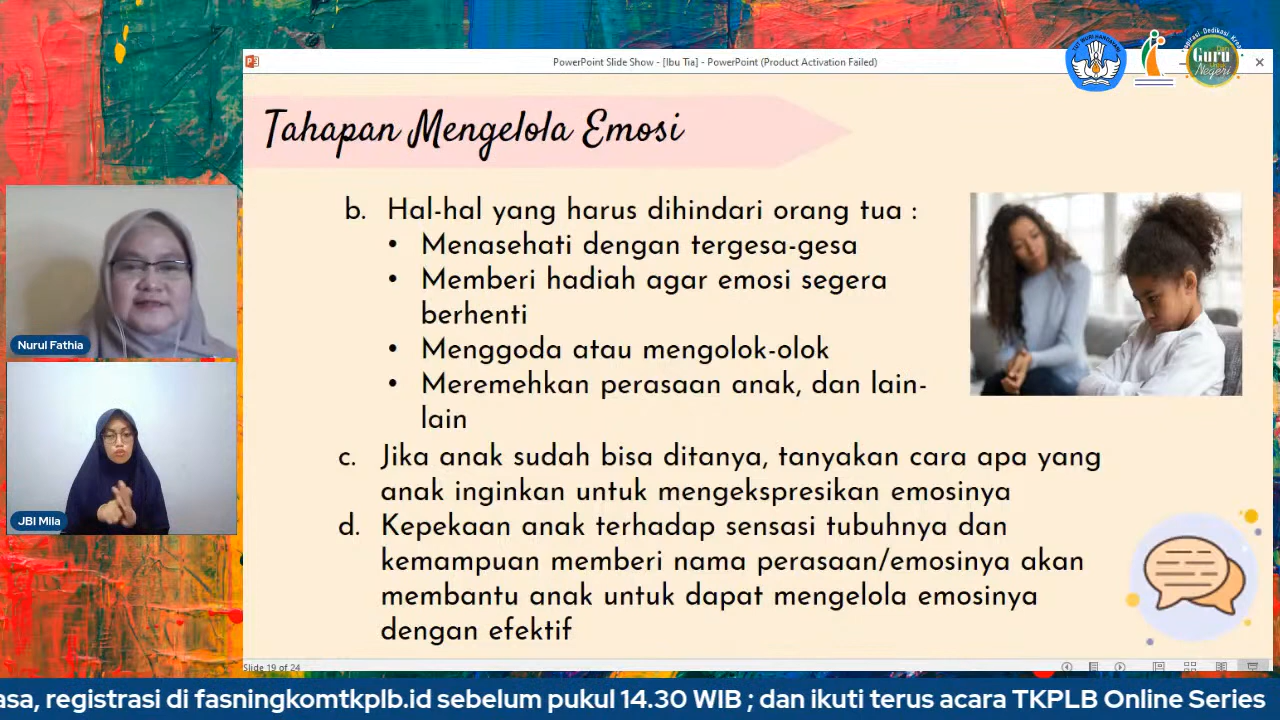 PowerPoint Slide Show - [Ibu Tia] - PowerPoint (Product Activation Failed)
TUT WURI HANDAYANI
Guru
Negeri
Tahapan Mengelola Emosi
b. Hal-hal yang harus dihindari orang tua :
• Menasehati dengan tergesa-gesa
• Memberi hadiah agar emosi segera
berhenti
• Menggoda atau mengolok-olok
• Meremehkan perasaan anak, dan lain-
lain
c. Jika anak sudah bisa ditanya, tanyakan cara apa yang
anak inginkan untuk mengekspresikan emosinya
d. Kepekaan anak terhadap sensasi tubuhnya dan
kemampuan memberi nama perasaan/emosinya akan
membantu anak untuk dapat mengelola emosinya
dengan efektif
Nurul Fathia
JBI Mila
Slide 19 of 24
asa, registrasi di fasningkomtkplb.id sebelum pukul 14.30 WIB ; dan ikuti terus acara TKPLB Online Series